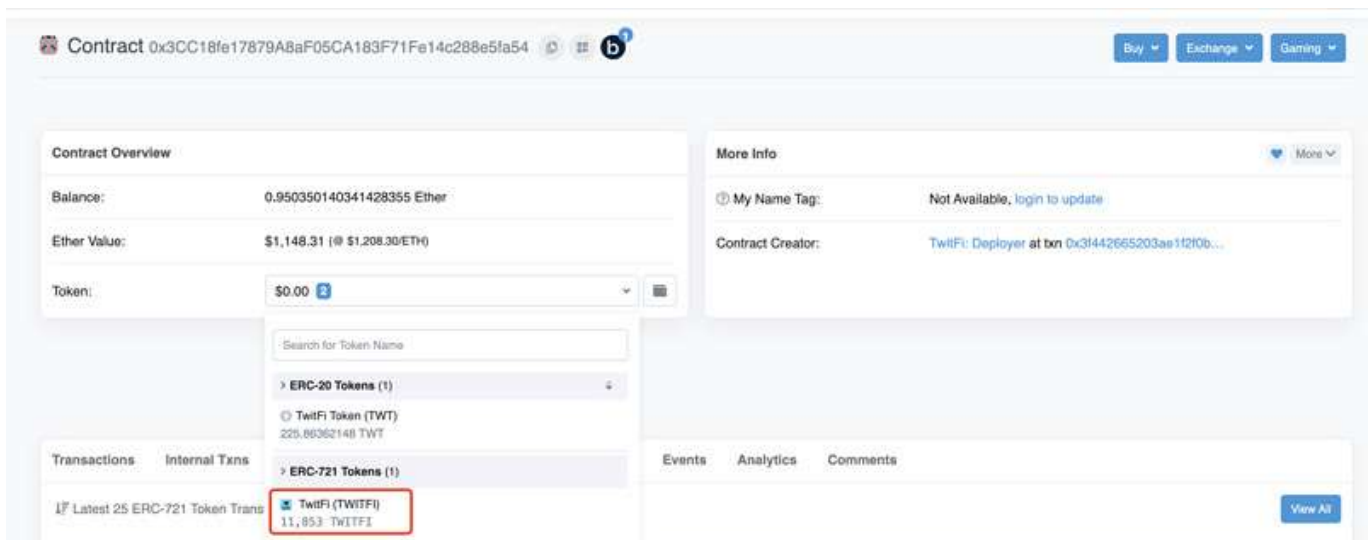 Contract 0x3CC18fe17879A8aF05CA183F71Fe14c288e5fa54 b 1
Buy Exchange Gaming
Contract Overview
Balance: 0.950350140341428355 Ether
Ether Value: $1,148.31 (@ $1,208.30/ETH)
Token: $0.00 2
Search for Token Name
> ERC-20 Tokens (1)
TwitFi Token (TWT)
225.86362148 TWT
> ERC-721 Tokens (1)
TwitFi (TWITFI)
11,853 TWITFI
More Info
More
My Name Tag: Not Available, login to update
Contract Creator: TwitFi: Deployer at txn 0x3f442665203ae1f2f0b...
Transactions Internal Txns Events Analytics Comments
Latest 25 ERC-721 Token Trans
View All